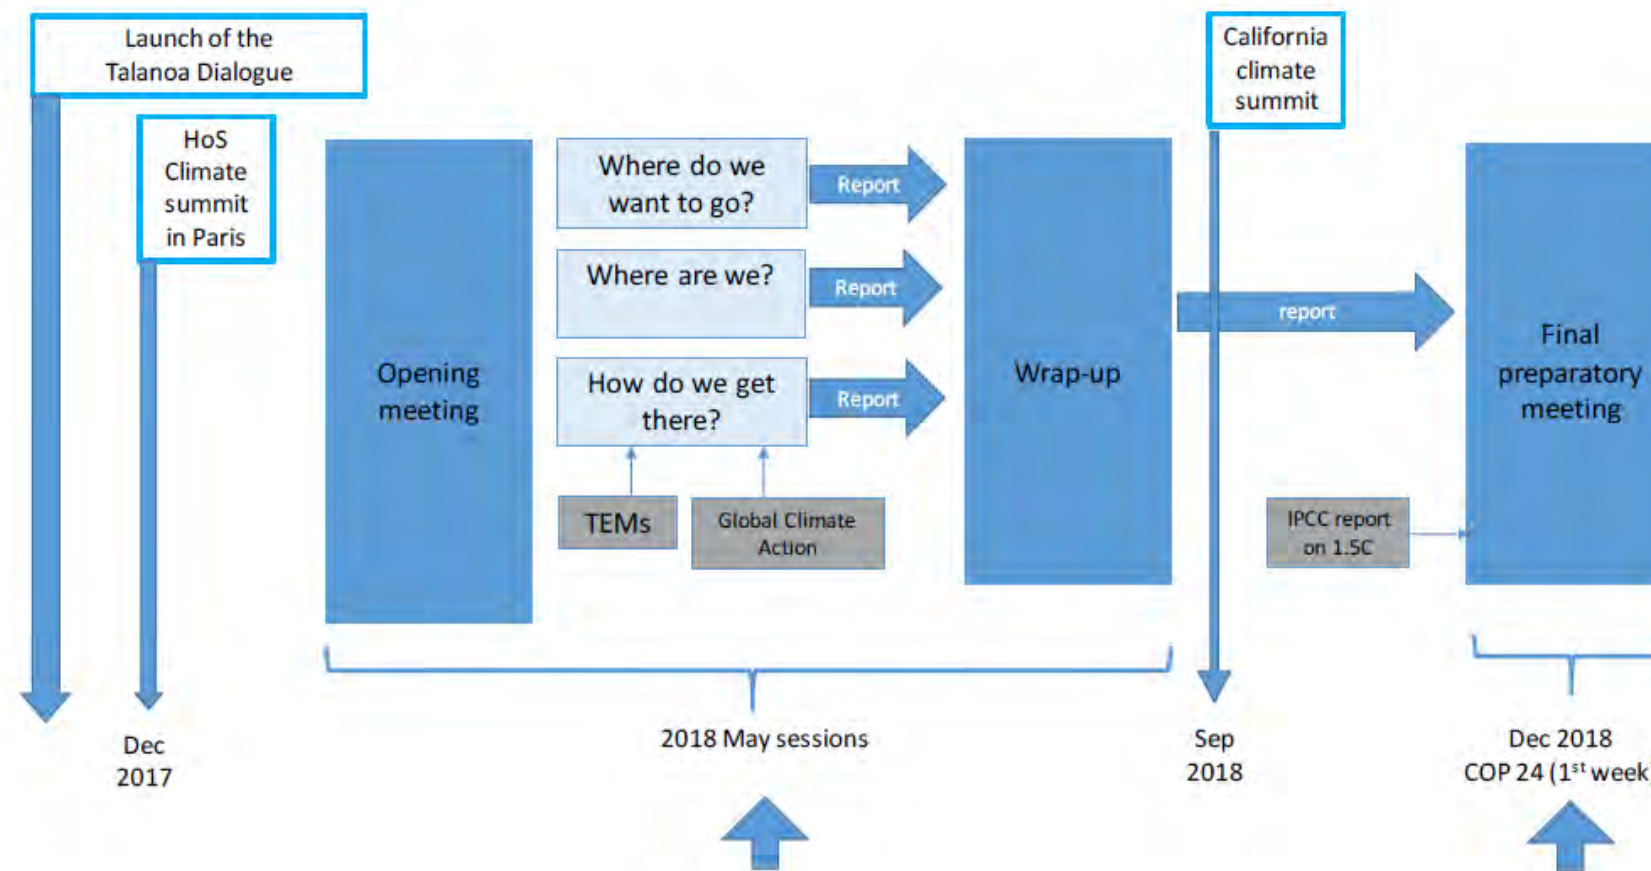 Launch of the
Talanoa Dialogue
HoS
Climate
summit
in Paris
Opening
meeting
Where do we
want to go?
Report
Where are we?
Report
How do we get
there?
Report
TEMs
Global Climate
Action
Wrap-up
California
climate
summit
report
IPCC report
on 1.5C
Final
preparatory
meeting
Dec
2017
2018 May sessions
Sep
2018
Dec 2018
COP 24 (1st week)